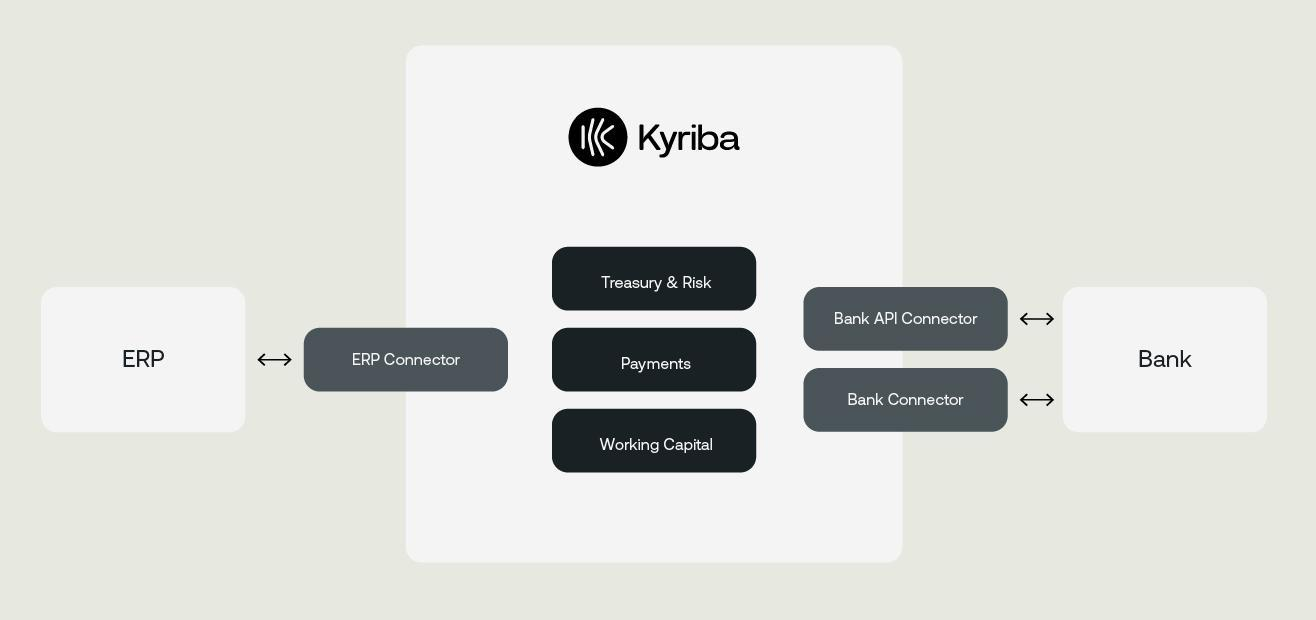 Kyriba
Treasury & Risk
Bank API Connector
ERP
ERP Connector
Payments
Bank
Bank Connector
Working Capital